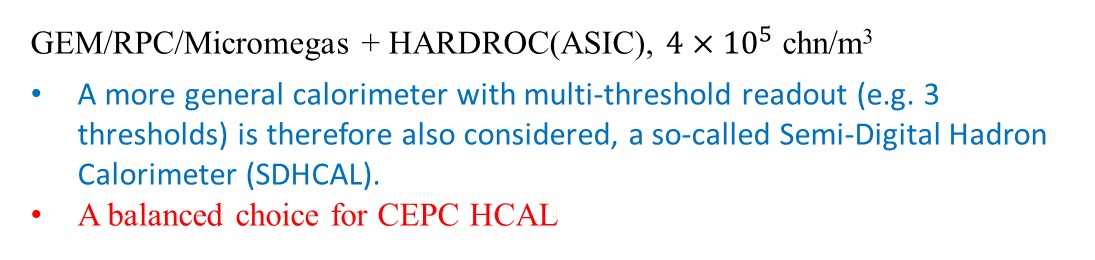 GEM/RPC/Micromegas + HARDROC(ASIC), 4 × 10⁵ chn/m³
• A more general calorimeter with multi-threshold readout (e.g. 3
thresholds) is therefore also considered, a so-called Semi-Digital Hadron
Calorimeter (SDHCAL).
• A balanced choice for CEPC HCAL